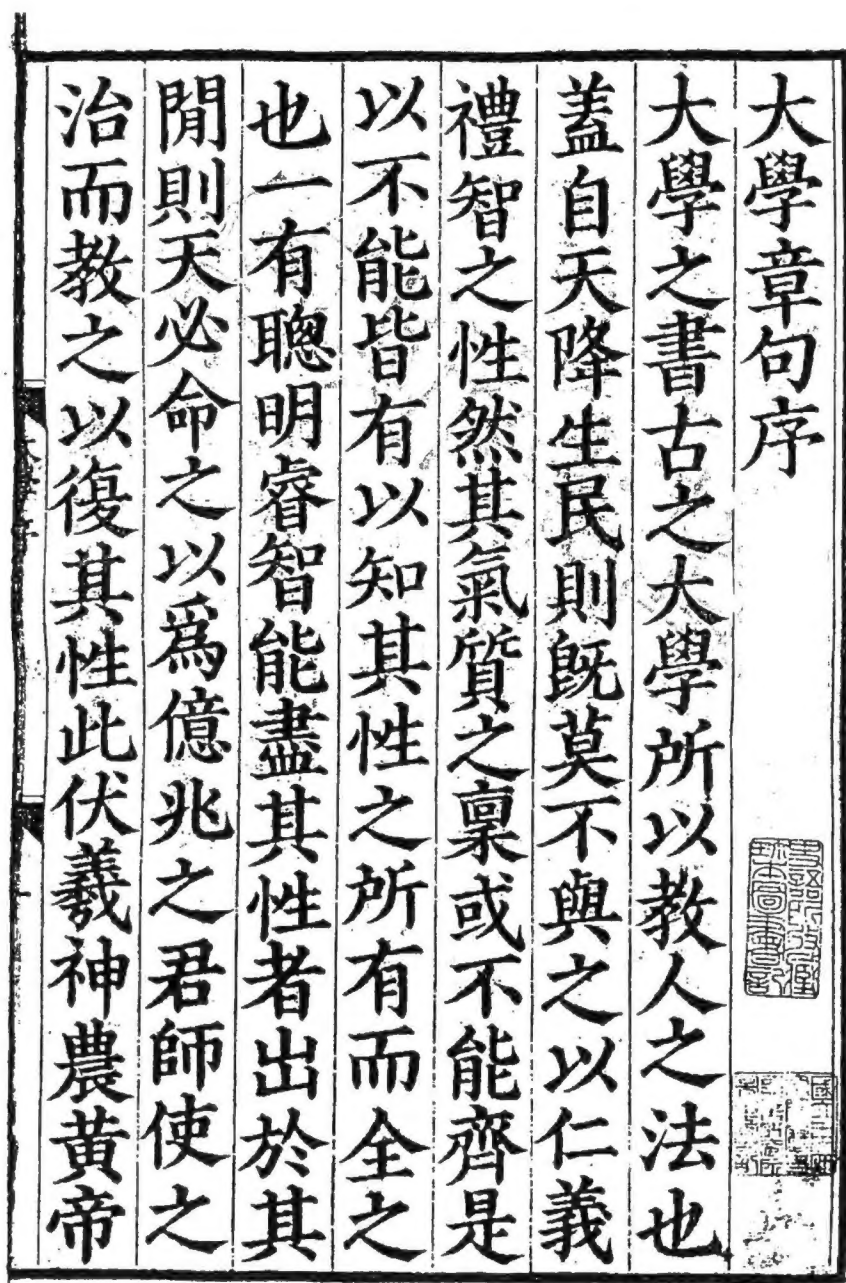 大學章句序
大學之書古之大學所以教人之法也
蓋自天降生民則既莫不與之以仁義
禮智之性然其氣質之稟或不能齊是
以不能皆有以知其性之所有而全之
也一有聰明睿智能盡其性者出於其
閒則天必命之以爲億兆之君師使之
治而教之以復其性此伏羲神農黃帝